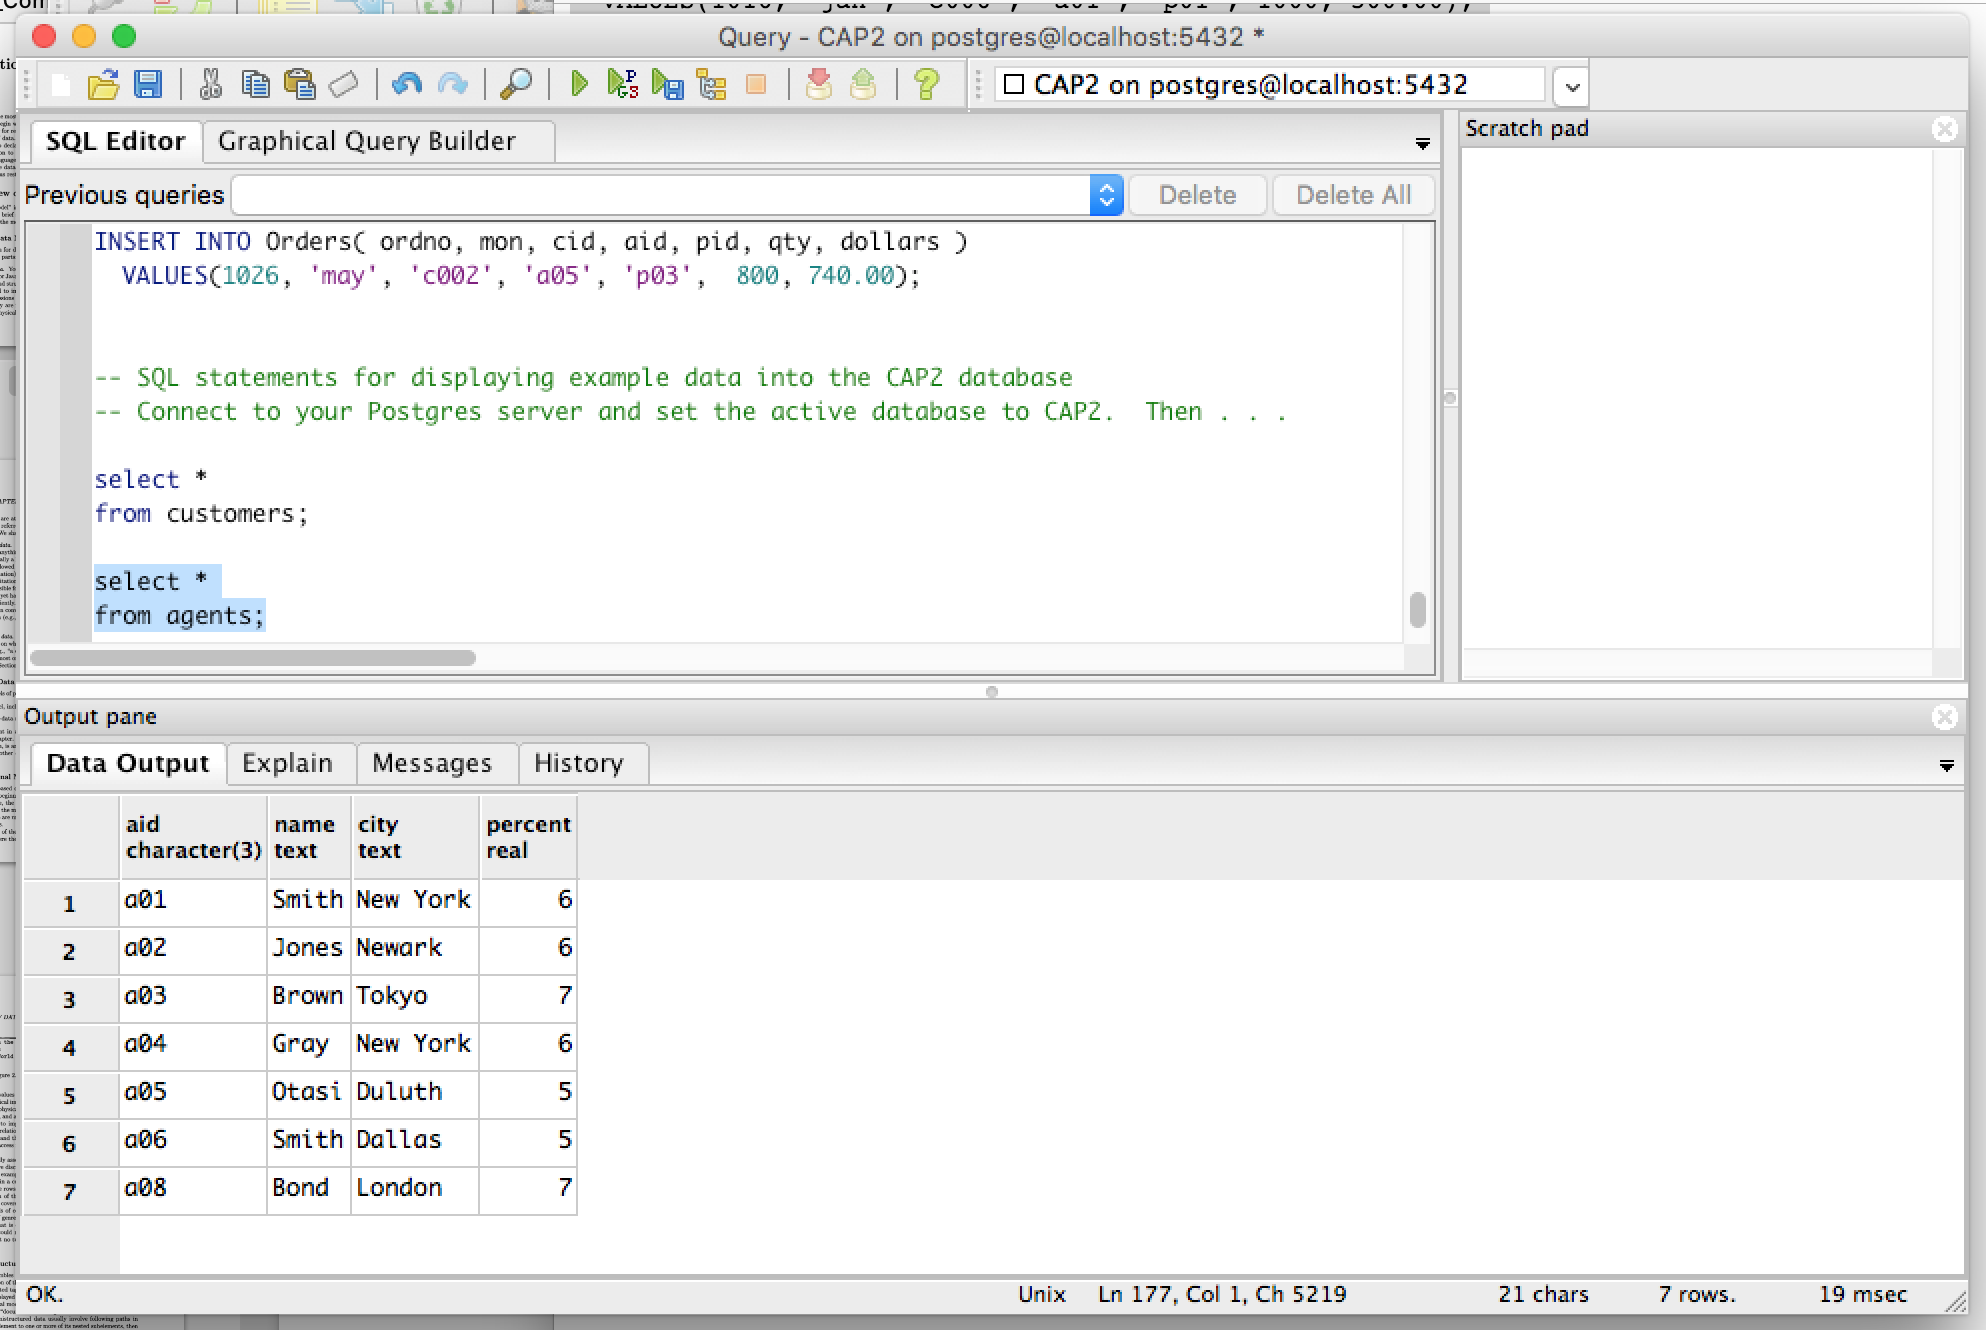 Query - CAP2 on postgres@localhost:5432 *
CAP2 on postgres@localhost:5432
SQL Editor Graphical Query Builder
Scratch pad
Previous queries Delete Delete All
INSERT INTO Orders( ordno, mon, cid, aid, pid, qty, dollars )
VALUES(1026, 'may', 'c002', 'a05', 'p03',  800, 740.00);
-- SQL statements for displaying example data into the CAP2 database
-- Connect to your Postgres server and set the active database to CAP2.  Then . . .
select *
from customers;
select *
from agents;
Output pane
Data Output Explain Messages History
aid name city percent
character(3) text text real
1 a01 Smith New York 6
2 a02 Jones Newark 6
3 a03 Brown Tokyo 7
4 a04 Gray New York 6
5 a05 Otasi Duluth 5
6 a06 Smith Dallas 5
7 a08 Bond London 7
OK. Unix Ln 177, Col 1, Ch 5219 21 chars 7 rows. 19 msec